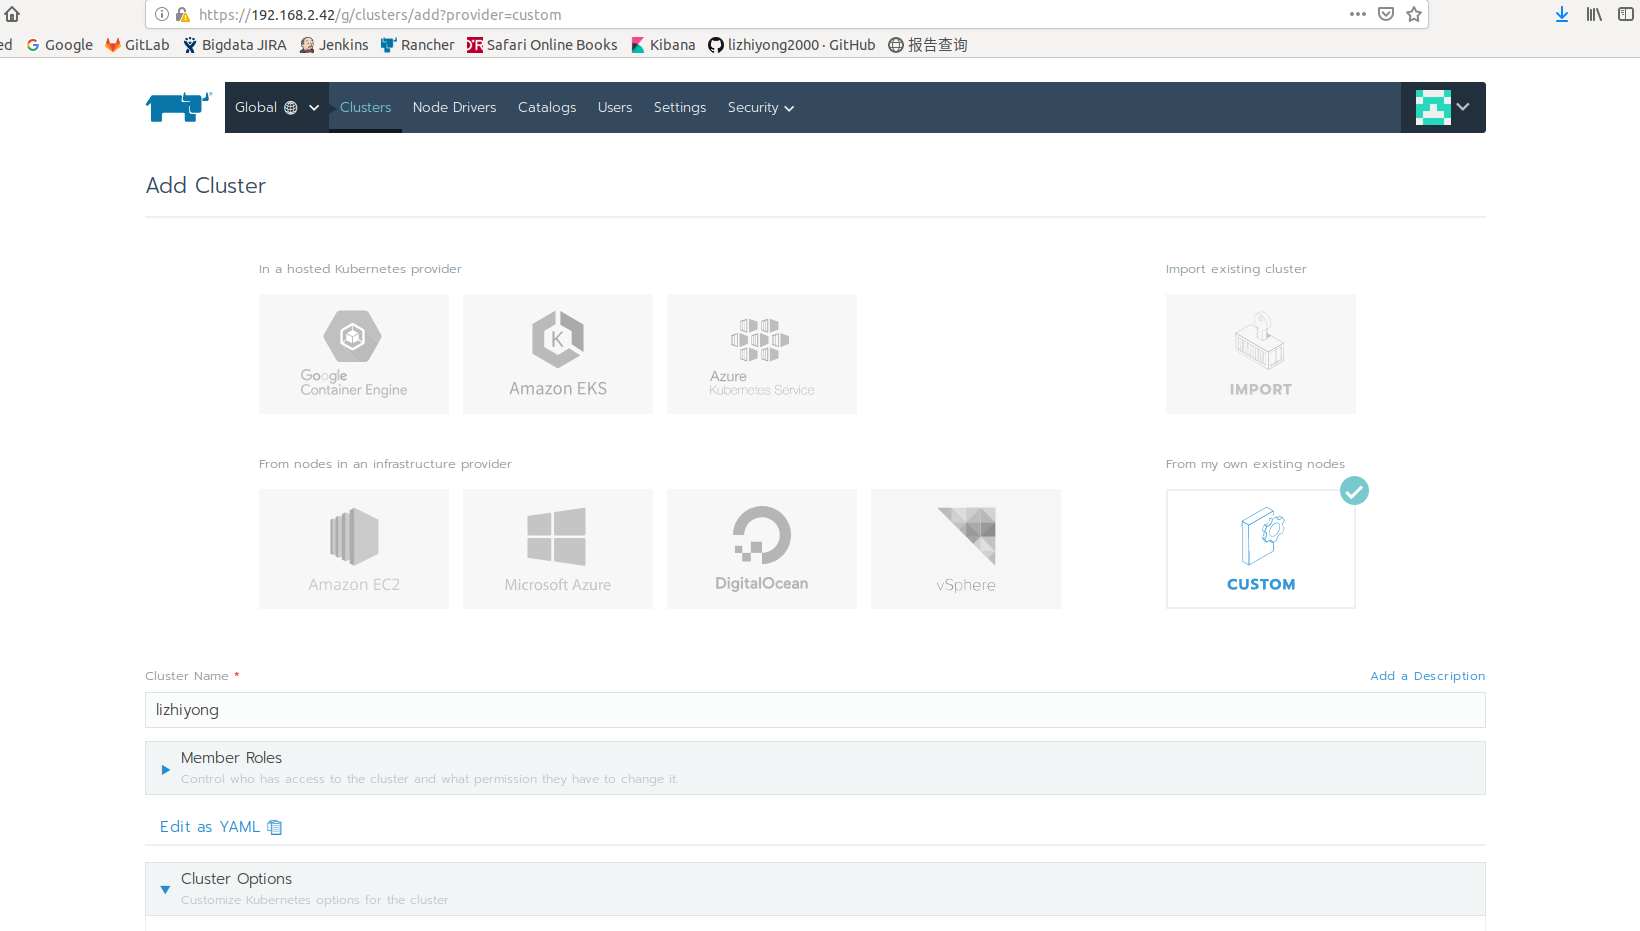 https://192.168.2.42/g/clusters/add?provider=custom
ed Google GitLab Bigdata JIRA Jenkins Rancher Safari Online Books Kibana lizhiyong2000 · GitHub 报告查询
Global Clusters Node Drivers Catalogs Users Settings Security
Add Cluster
In a hosted Kubernetes provider Import existing cluster
Google
Container Engine
K
Amazon EKS
Azure
Kubernetes Service
IMPORT
From nodes in an infrastructure provider From my own existing nodes
Amazon EC2
Microsoft Azure
DigitalOcean
vSphere
CUSTOM
Cluster Name * Add a Description
lizhiyong
Member Roles
Control who has access to the cluster and what permission they have to change it.
Edit as YAML
Cluster Options
Customize Kubernetes options for the cluster